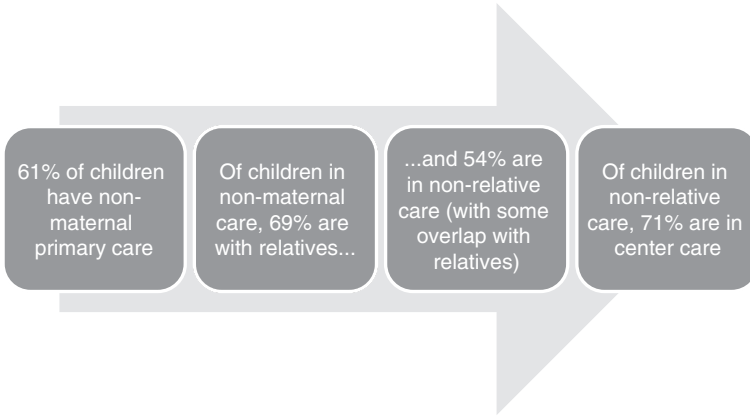 61% of children
have non-
maternal
primary care
Of children in
non-maternal
care, 69% are
with relatives...
...and 54% are
in non-relative
care (with some
overlap with
relatives)
Of children in
non-relative
care, 71% are in
center care